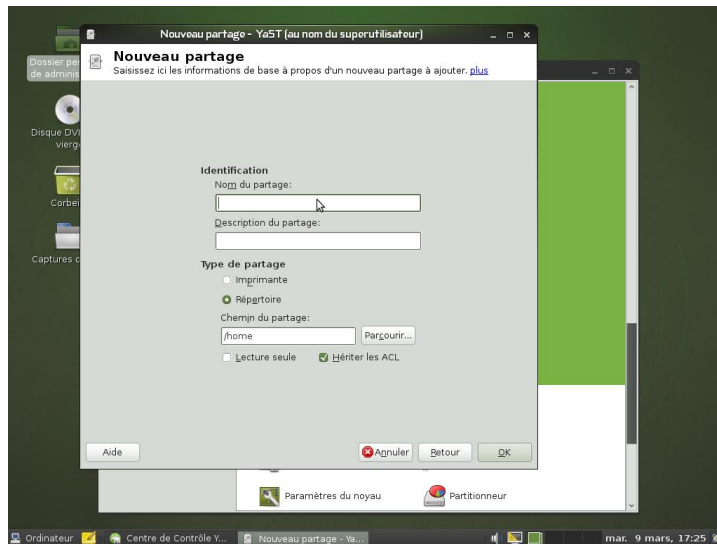 Nouveau partage - YaST (au nom du superutilisateur)
Nouveau partage
Saisissez ici les informations de base à propos d'un nouveau partage à ajouter. plus
Dossier per
de adminis
Disque DV
vierg
Corbei
Captures
Identification
Nom du partage:
Description du partage:
Type de partage
Imprimante
Répertoire
Chemin du partage:
/home
Parcourir...
Lecture seule
Hériter les ACL
Aide
Annuler
Retour
OK
Paramètres du noyau
Partitionneur
Ordinateur
Centre de Contrôle Y...
Nouveau partage - Ya...
mar. 9 mars, 17:25